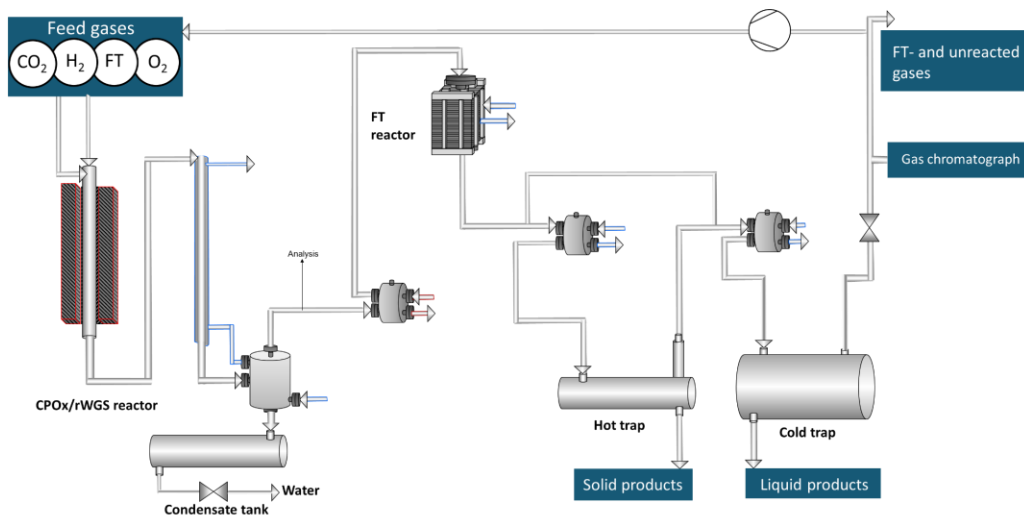 Feed gases
CO₂ H₂ FT O₂
FT- and unreacted
gases
FT
reactor
Gas chromatograph
Analysis
CPOx/rWGS reactor
Hot trap
Cold trap
Solid products
Liquid products
Water
Condensate tank